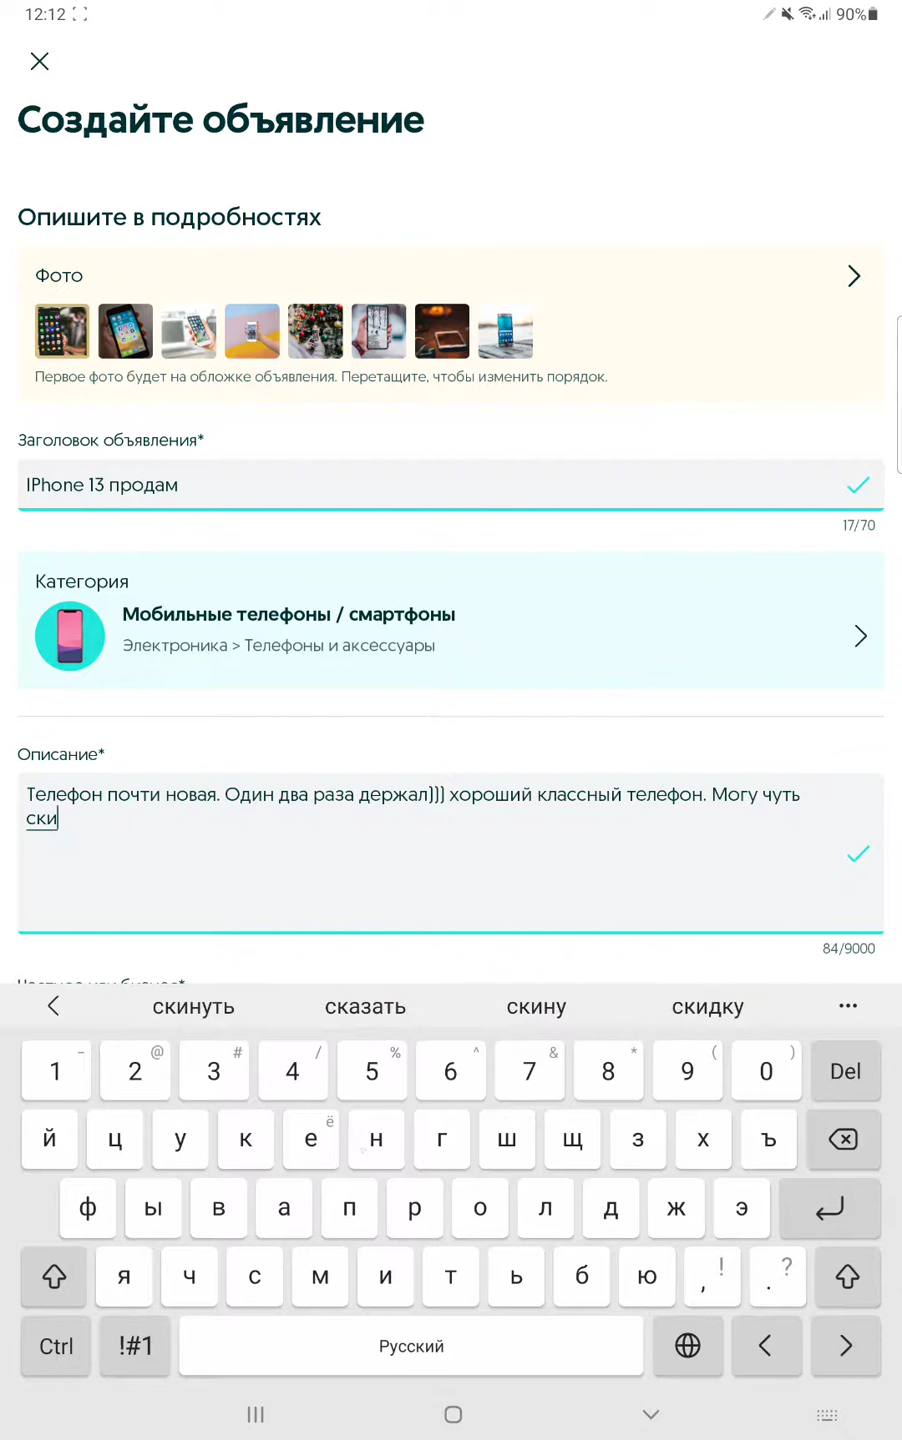 12:12
90%
Создайте объявление
Опишите в подробностях
Фото
Первое фото будет на обложке объявления. Перетащите, чтобы изменить порядок.
Заголовок объявления*
IPhone 13 продам
17/70
Категория
Мобильные телефоны / смартфоны
Электроника > Телефоны и аксессуары
Описание*
Телефон почти новая. Один два раза держал))) хороший классный телефон. Могу чуть
ски
84/9000
скинуть сказать скину скидку ...
- @ # / % ^ & * ( )
1 2 3 4 5 6 7 8 9 0 Del
ё
й ц у к е н г ш щ з х ъ
ф ы в а п р о л д ж э
! ?
я ч с м и т ь б ю , .
Ctrl !#1 Русский < >